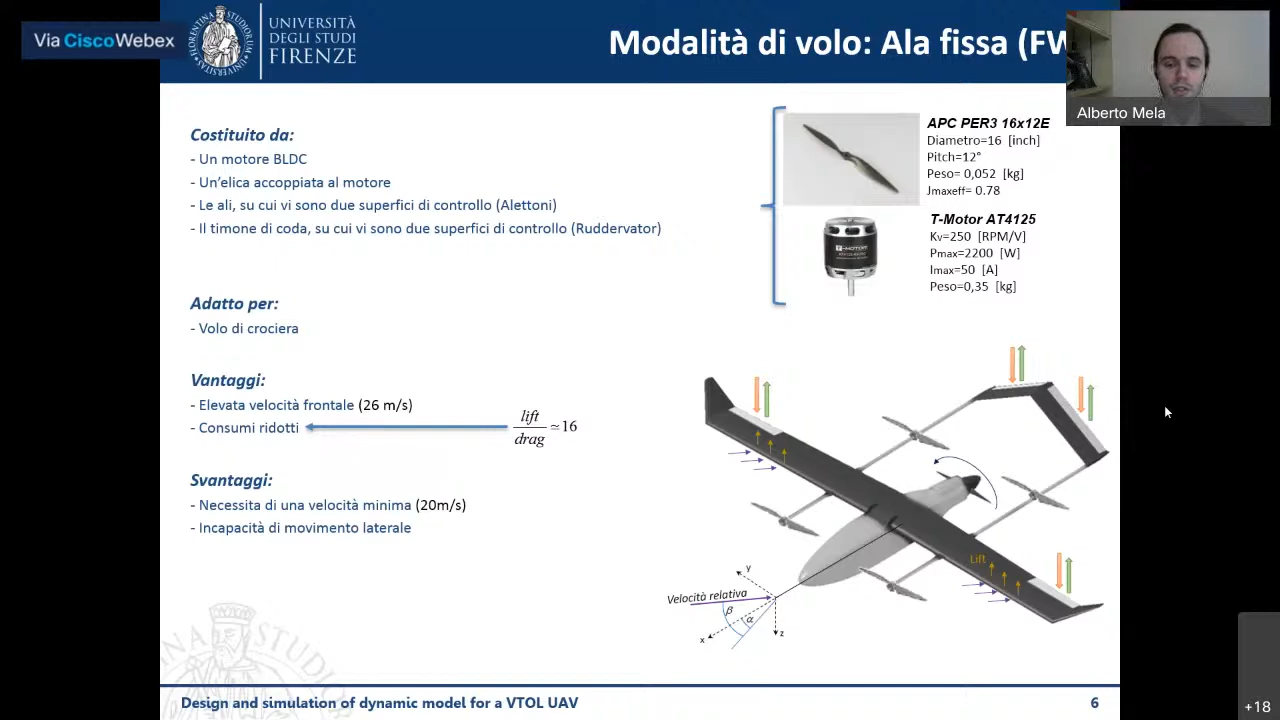 Via Cisco Webex
UNIVERSITÀ
DEGLI STUDI
FIRENZE
Modalità di volo: Ala fissa (FW
Alberto Mela
Costituito da:
- Un motore BLDC
- Un'elica accoppiata al motore
- Le ali, su cui vi sono due superfici di controllo (Alettoni)
- Il timone di coda, su cui vi sono due superfici di controllo (Ruddervator)
APC PER3 16x12E
Diametro=16 [inch]
Pitch=12°
Peso= 0,052 [kg]
Jmaxeff= 0.78
T-Motor AT4125
Kv=250 [RPM/V]
Pmax=2200 [W]
Imax=50 [A]
Peso=0,35 [kg]
Adatto per:
- Volo di crociera
Vantaggi:
- Elevata velocità frontale (26 m/s)
- Consumi ridotti
lift
drag ≃16
Svantaggi:
- Necessita di una velocità minima (20m/s)
- Incapacità di movimento laterale
Lift
y
Velocità relativa
β
α
x
z
Design and simulation of dynamic model for a VTOL UAV
6
+18